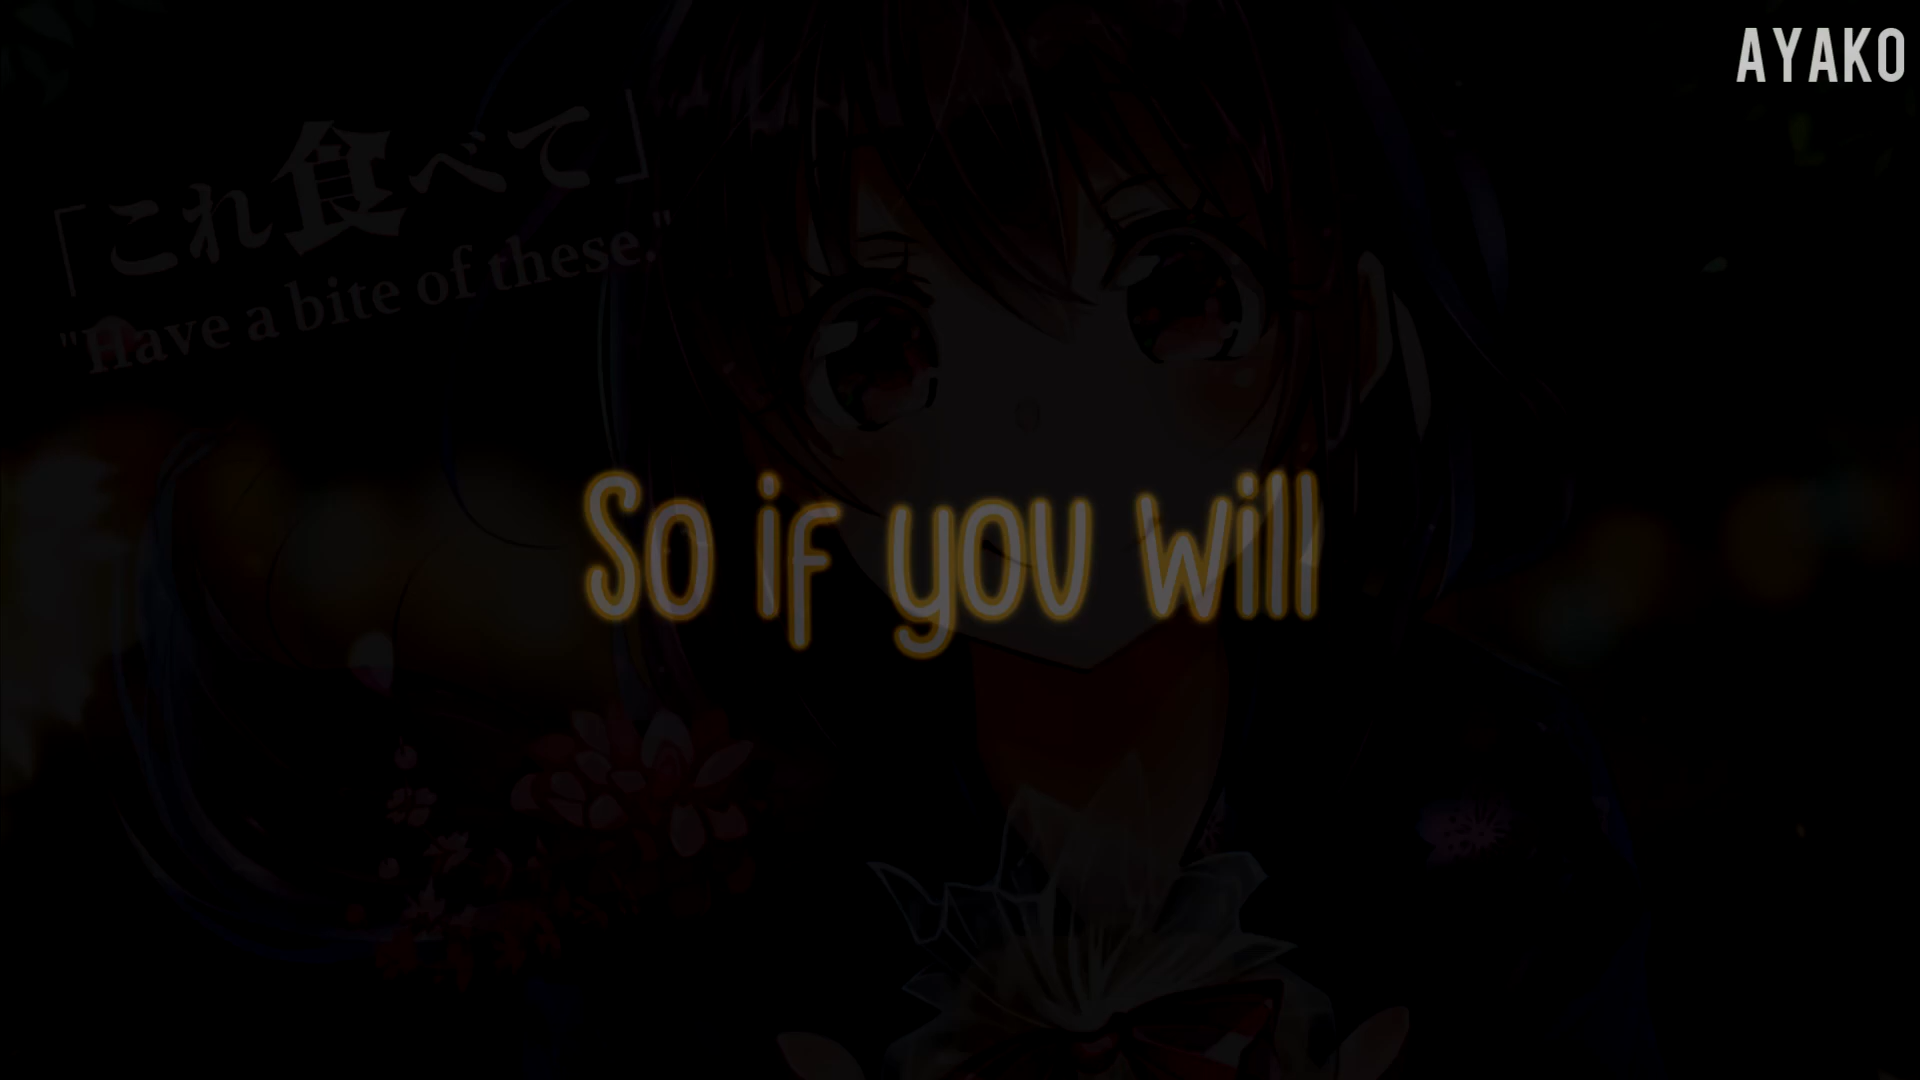 AYAKO
「これ食べて」
"Have a bite of these."
So if you will